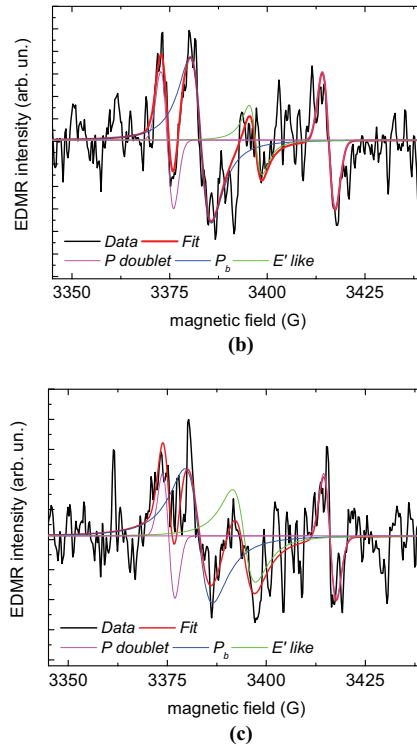 EDMR intensity (arb. un.)
Data Fit
P doublet P_b E' like
3350 3375 3400 3425
magnetic field (G)
(b)
EDMR intensity (arb. un.)
Data Fit
P doublet P_b E' like
3350 3375 3400 3425
magnetic field (G)
(c)